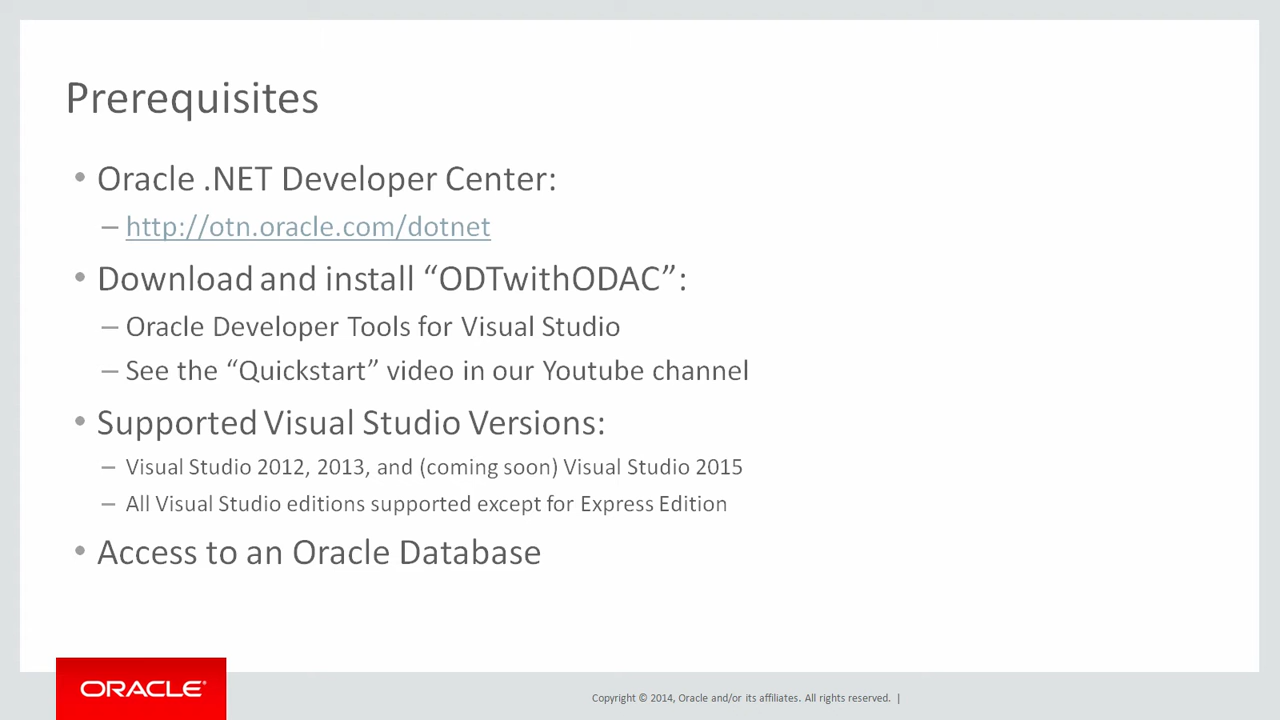 Prerequisites
• Oracle .NET Developer Center:
– http://otn.oracle.com/dotnet
• Download and install “ODTwithODAC”:
– Oracle Developer Tools for Visual Studio
– See the “Quickstart” video in our Youtube channel
• Supported Visual Studio Versions:
– Visual Studio 2012, 2013, and (coming soon) Visual Studio 2015
– All Visual Studio editions supported except for Express Edition
• Access to an Oracle Database
ORACLE®
Copyright © 2014, Oracle and/or its affiliates. All rights reserved. |